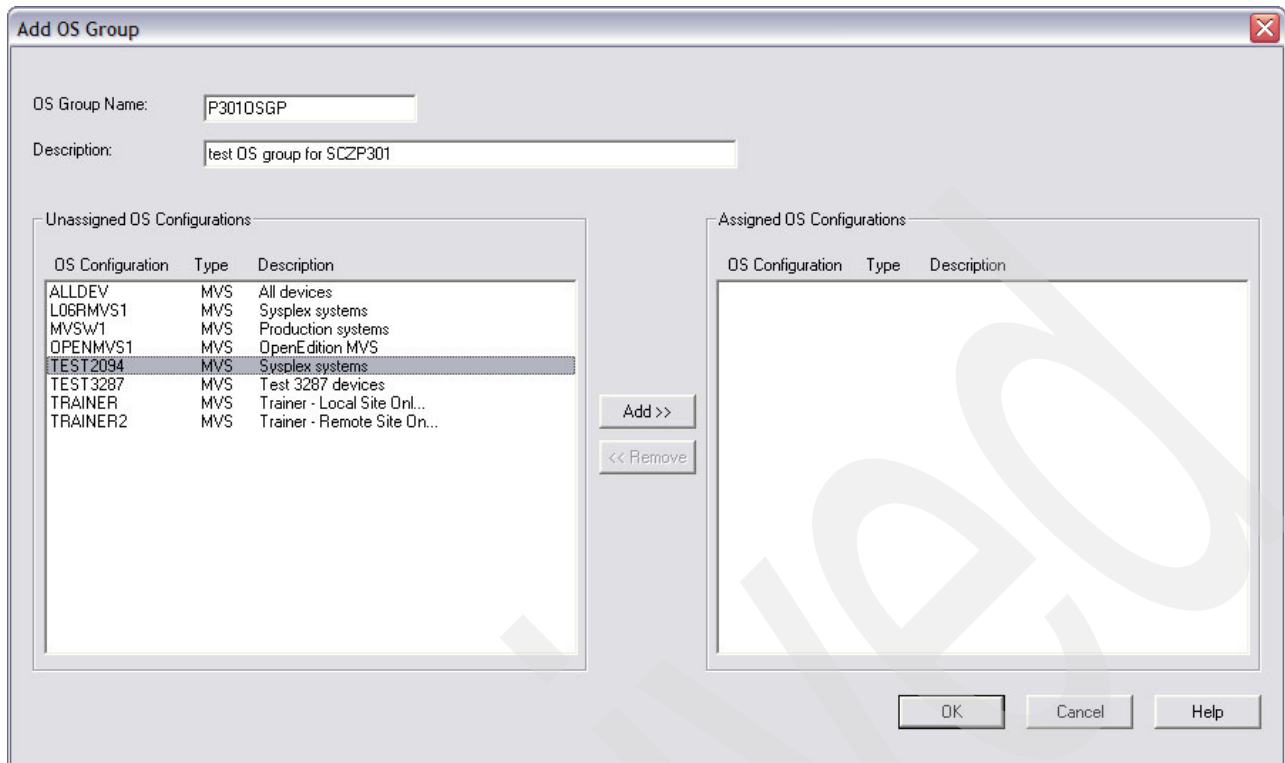 Add OS Group
OS Group Name: P301OSGP
Description: test OS group for SCZP301
Unassigned OS Configurations
OS Configuration Type Description
ALLDEV MVS All devices
L06RMVS1 MVS Sysplex systems
MVSW1 MVS Production systems
OPENMVS1 MVS OpenEdition MVS
TEST2094 MVS Sysplex systems
TEST3287 MVS Test 3287 devices
TRAINER MVS Trainer - Local Site Onl...
TRAINER2 MVS Trainer - Remote Site On...
Add >>
<< Remove
Assigned OS Configurations
OS Configuration Type Description
OK Cancel Help